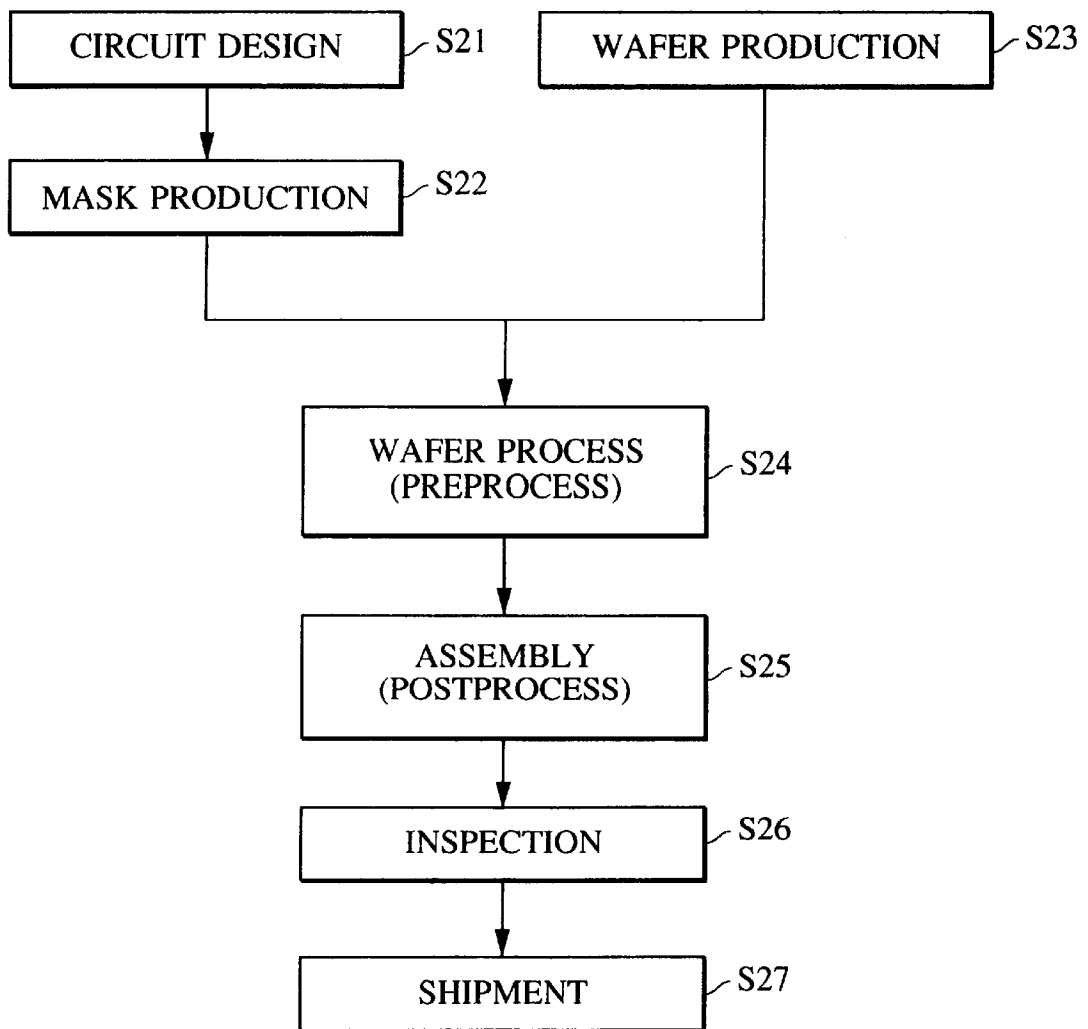 CIRCUIT DESIGN
S21
WAFER PRODUCTION
S23
MASK PRODUCTION
S22
WAFER PROCESS
(PREPROCESS)
S24
ASSEMBLY
(POSTPROCESS)
S25
INSPECTION
S26
SHIPMENT
S27